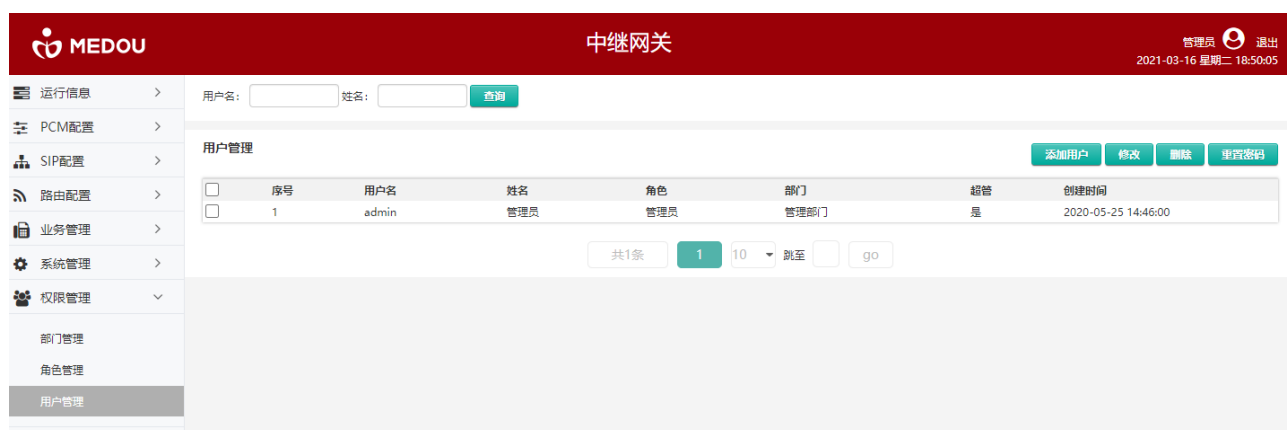 MEDOU
中继网关
管理员 退出
2021-03-16 星期二 18:50:05
运行信息
PCM配置
SIP配置
路由配置
业务管理
系统管理
权限管理
部门管理
角色管理
用户管理
用户名: 姓名: 查询
用户管理
添加用户 修改 删除 重置密码
序号 用户名 姓名 角色 部门 超管 创建时间
1 admin 管理员 管理员 管理部门 是 2020-05-25 14:46:00
共1条 1 10 跳至 go